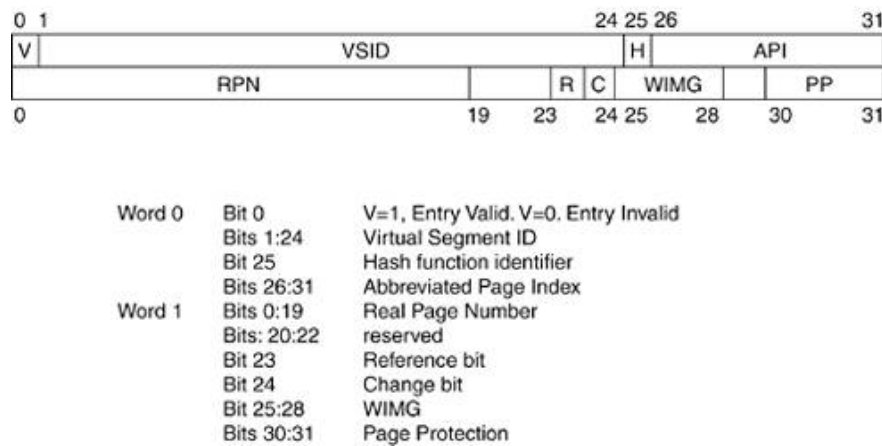 0 1 24 25 26 31
V VSID H API
RPN R C WIMG PP
0 19 23 24 25 28 30 31
Word 0 Bit 0 V=1, Entry Valid. V=0. Entry Invalid
Bits 1:24 Virtual Segment ID
Bit 25 Hash function identifier
Bits 26:31 Abbreviated Page Index
Word 1 Bits 0:19 Real Page Number
Bits: 20:22 reserved
Bit 23 Reference bit
Bit 24 Change bit
Bit 25:28 WIMG
Bits 30:31 Page Protection